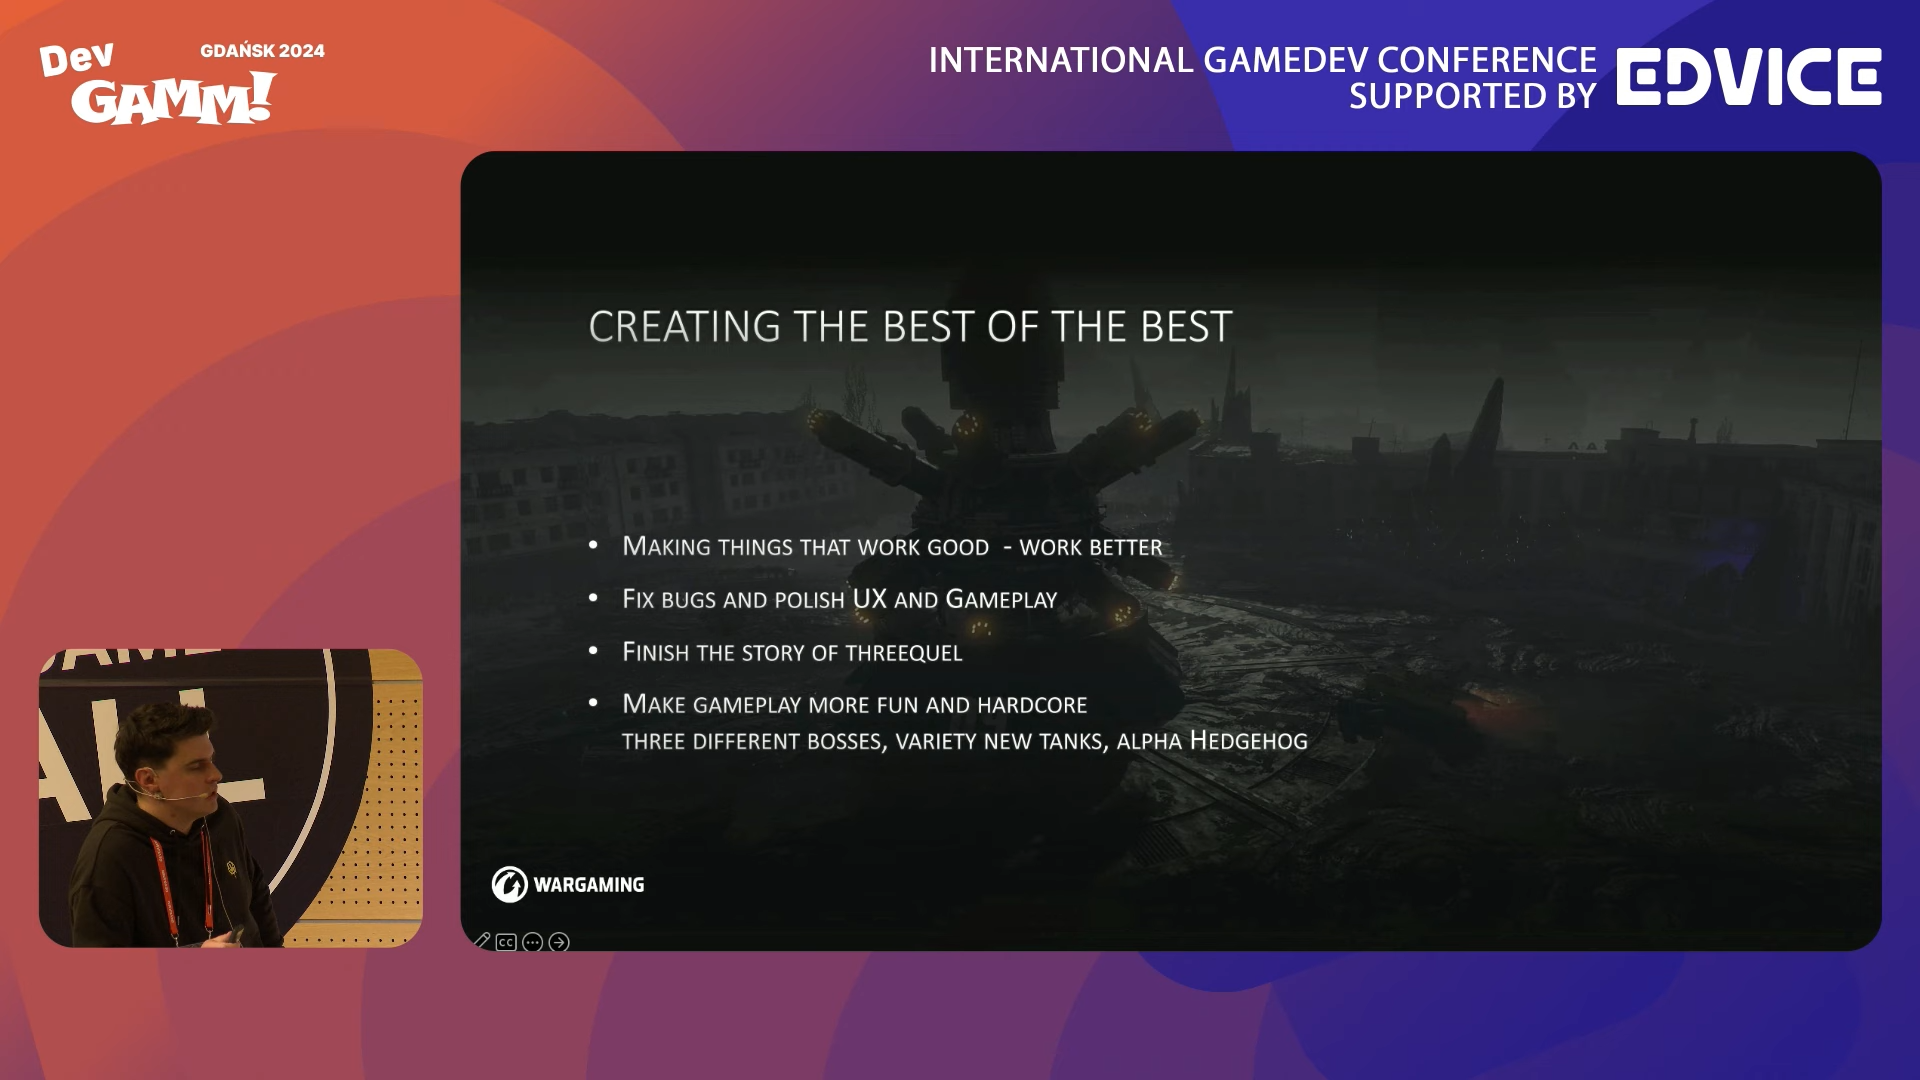 Dev
GAMM!
GDAŃSK 2024
INTERNATIONAL GAMEDEV CONFERENCE
SUPPORTED BY
EDVICE
CREATING THE BEST OF THE BEST
• MAKING THINGS THAT WORK GOOD - WORK BETTER
• FIX BUGS AND POLISH UX AND GAMEPLAY
• FINISH THE STORY OF THREEQUEL
• MAKE GAMEPLAY MORE FUN AND HARDCORE
THREE DIFFERENT BOSSES, VARIETY NEW TANKS, ALPHA HEDGEHOG
WARGAMING
CC